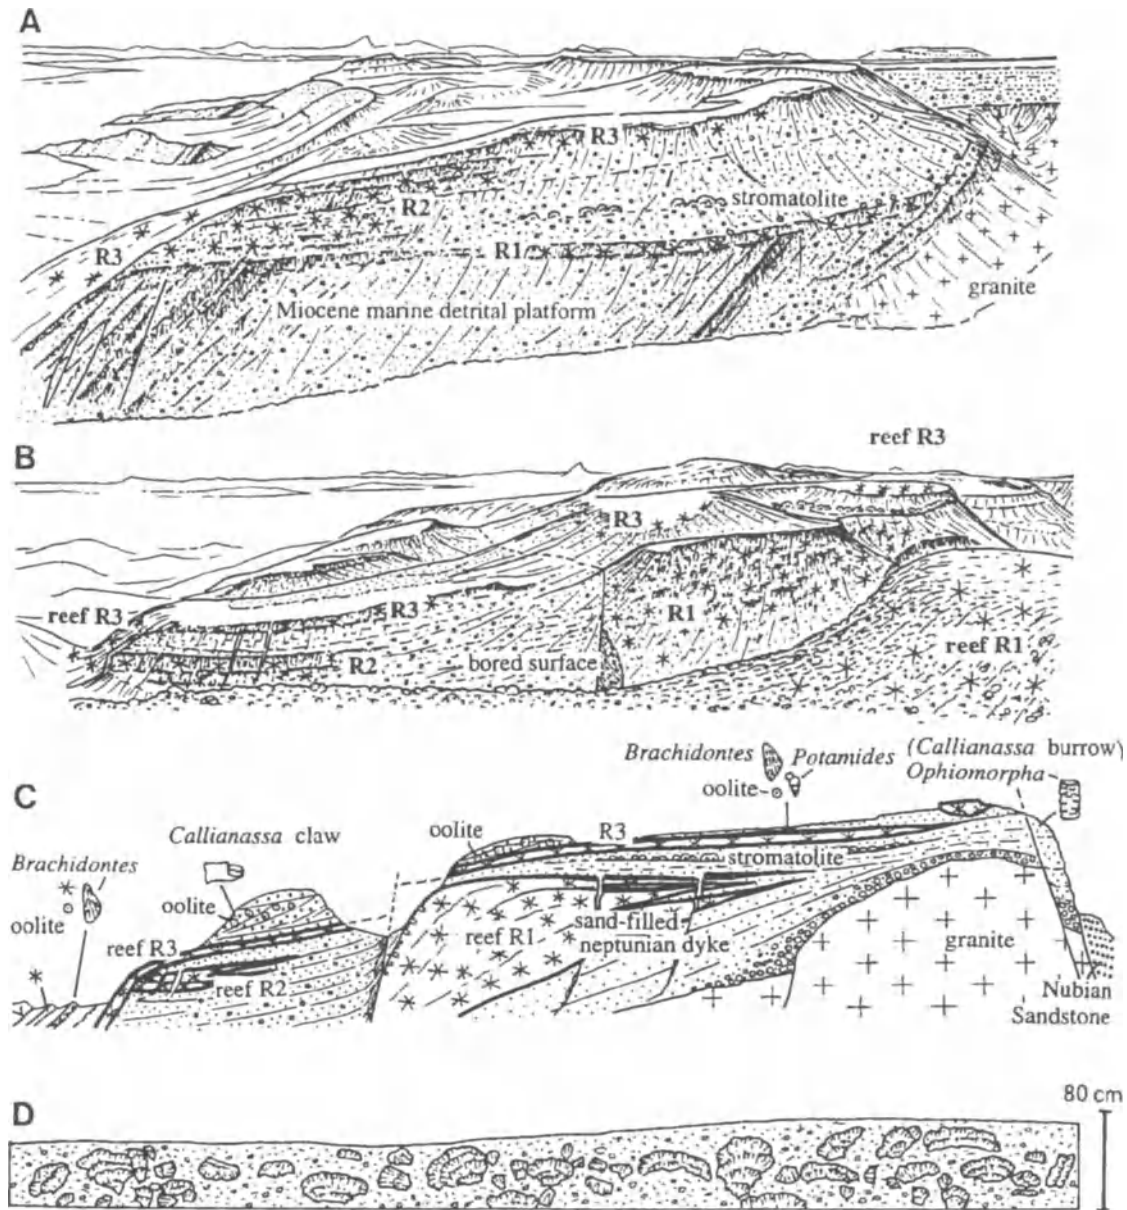 A
R3
stromatolite
R2
R1
R3
granite
Miocene marine detrital platform
B
reef R3
R3
reef R3
R3
R1
reef R1
R2
bored surface
C
Brachidontes
Potamides
(Callianassa burrow)
Ophiomorpha
oolite
oolite
R3
Callianassa claw
stromatolite
Brachidontes
oolite
oolite
sand-filled
neptunian dyke
reef R1
granite
reef R3
reef R2
Nubian
Sandstone
D
80 cm